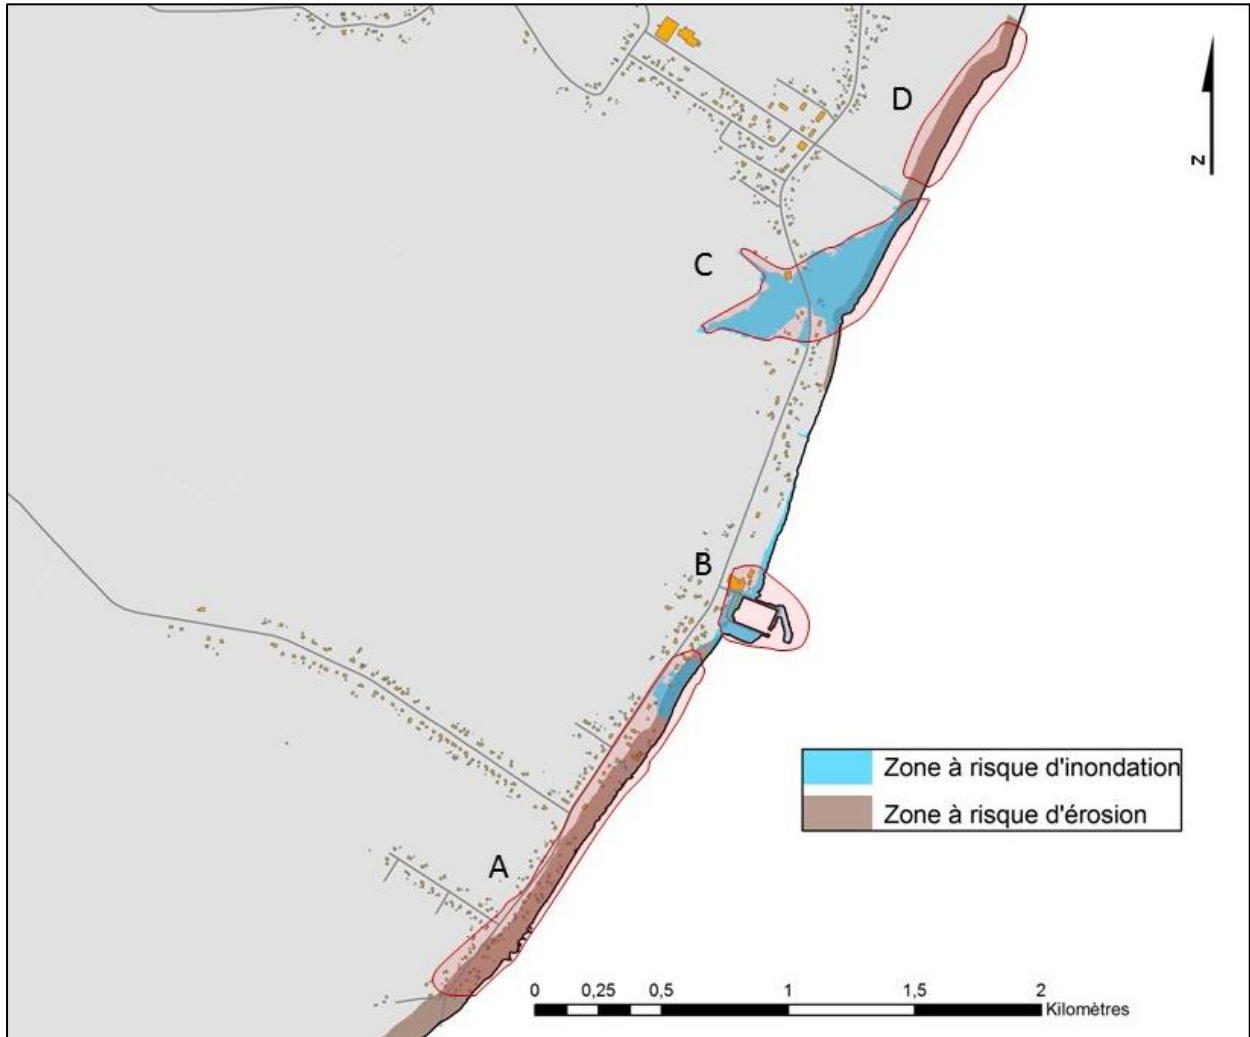 D
N
C
B
Zone à risque d'inondation
Zone à risque d'érosion
A
0 0,25 0,5 1 1,5 2
Kilomètres